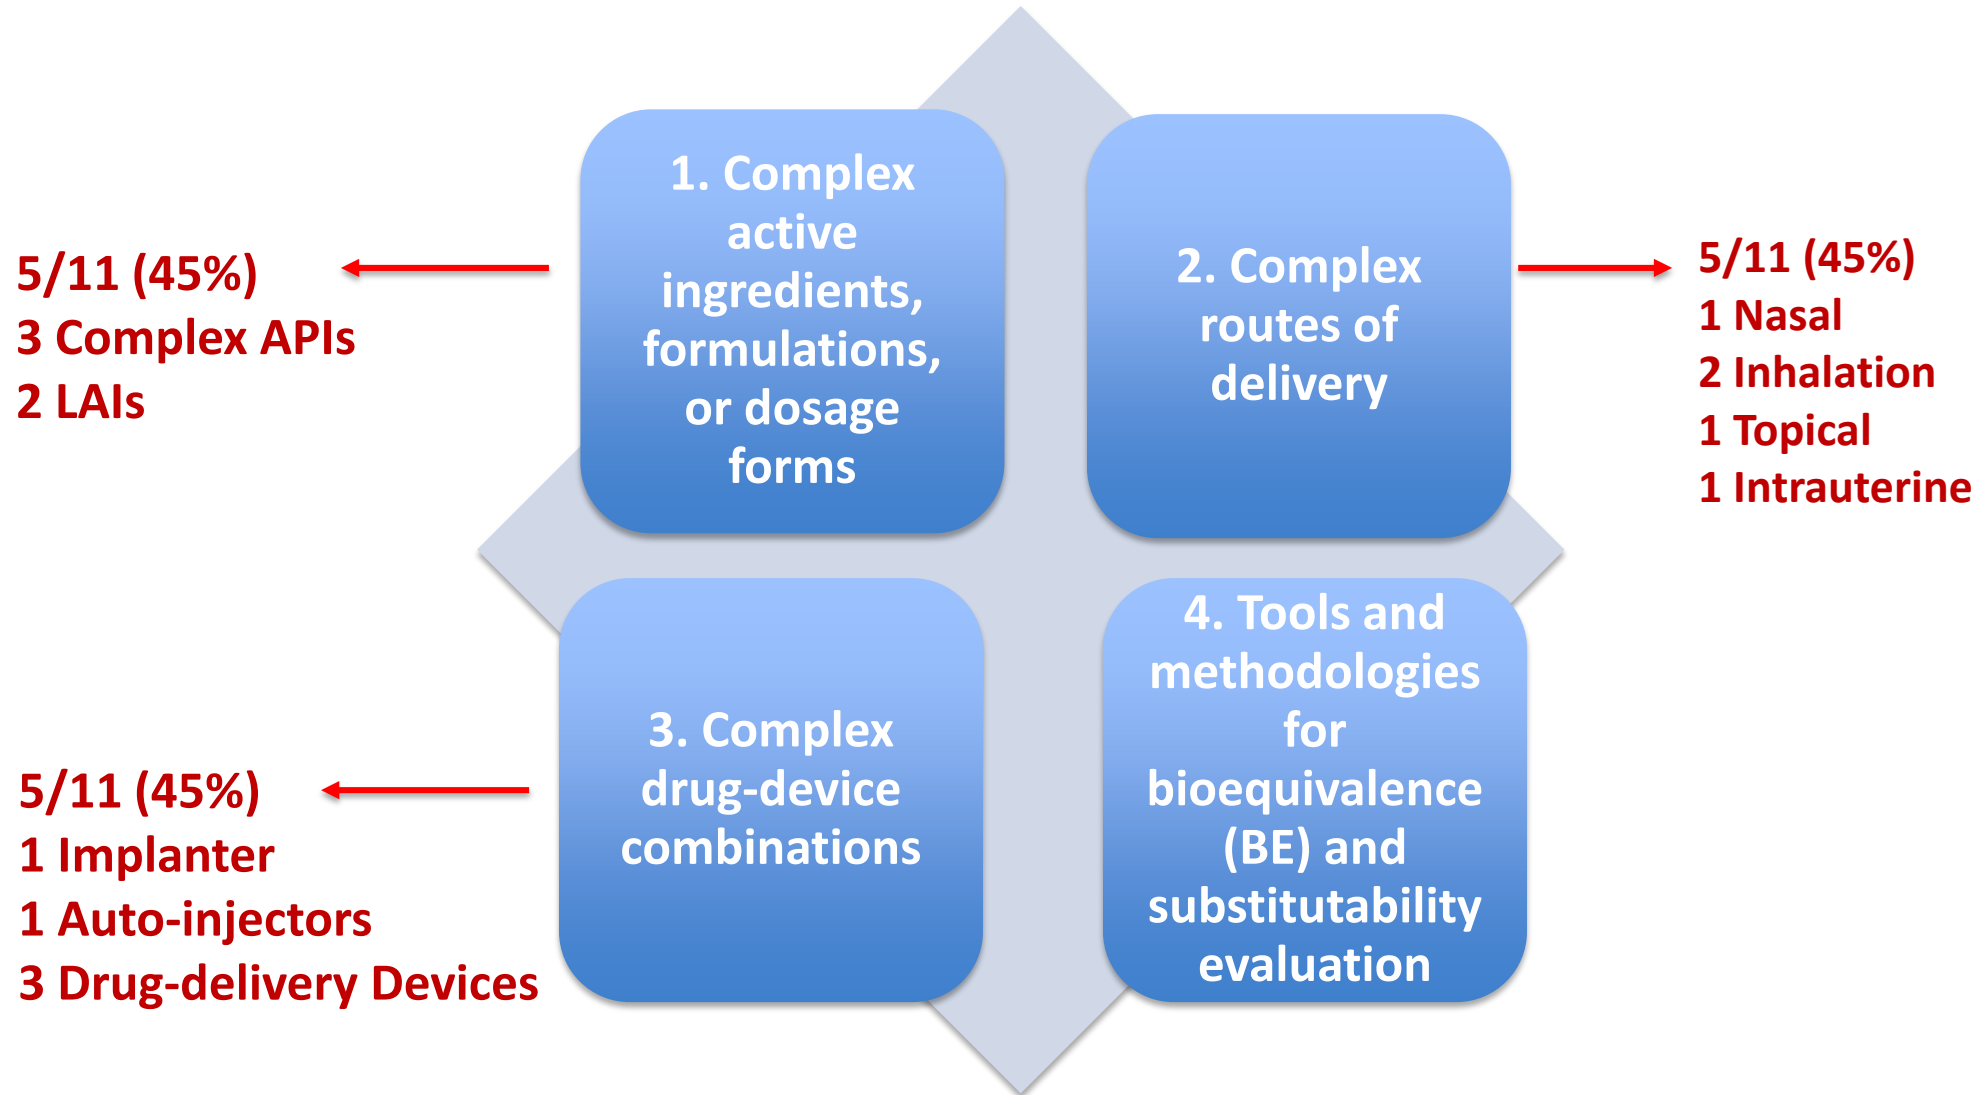 1. Complex
active
ingredients,
formulations,
or dosage
forms
5/11 (45%)
3 Complex APIs
2 LAIs
2. Complex
routes of
delivery
5/11 (45%)
1 Nasal
2 Inhalation
1 Topical
1 Intrauterine
3. Complex
drug-device
combinations
5/11 (45%)
1 Implanter
1 Auto-injectors
3 Drug-delivery Devices
4. Tools and
methodologies
for
bioequivalence
(BE) and
substitutability
evaluation